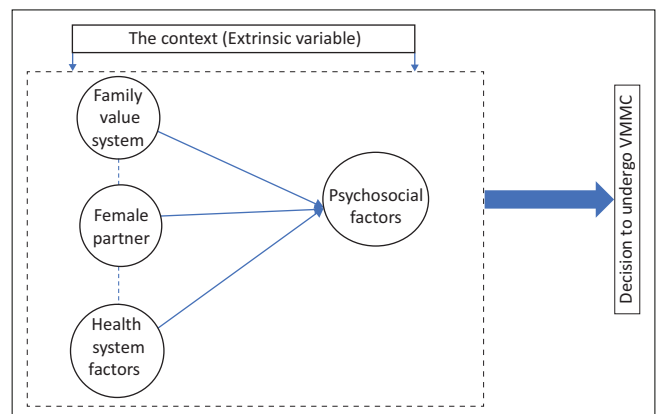 The context (Extrinsic variable)
Family
value
system
Female
partner
Health
system
factors
Psychosocial
factors
Decision to undergo VMMC